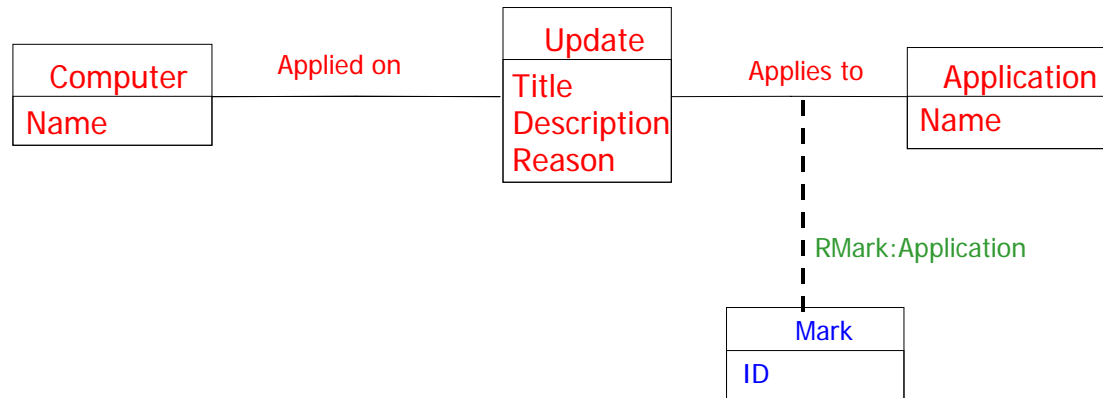 Computer
Name
Applied on
Update
Title
Description
Reason
Applies to
Application
Name
RMark:Application
Mark
ID